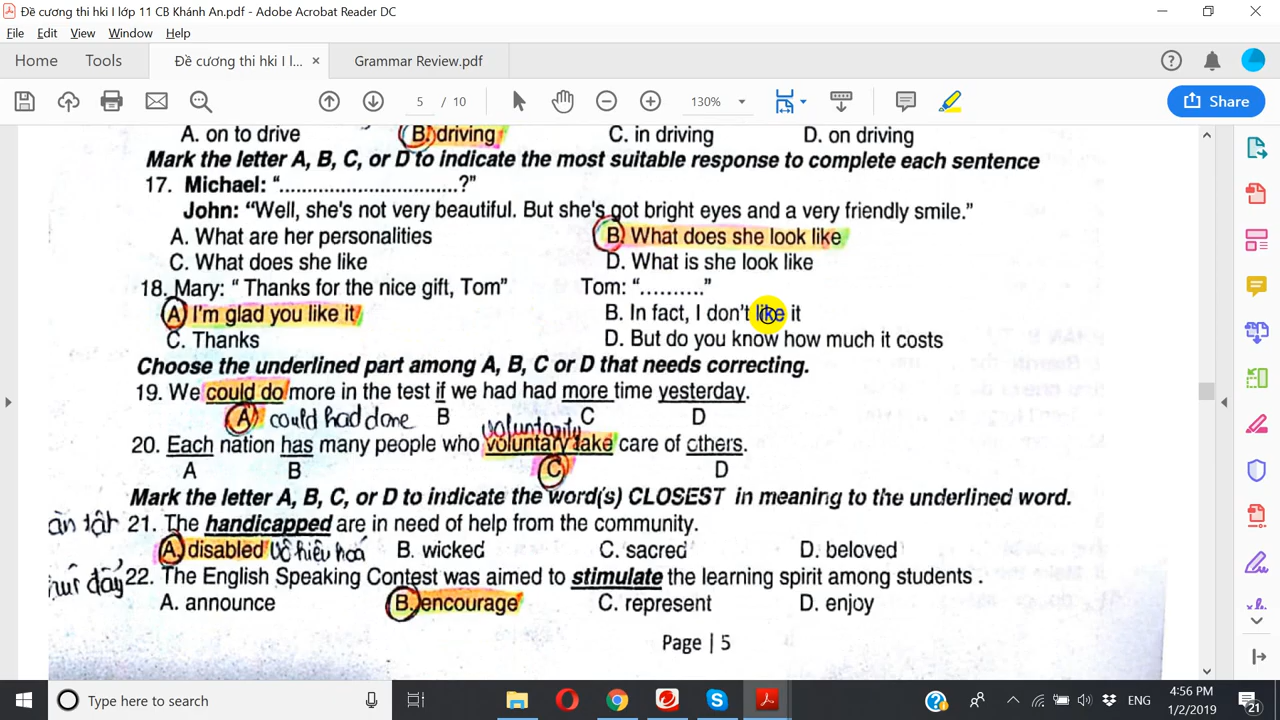 Đề cương thi hki I lớp 11 CB Khánh An.pdf - Adobe Acrobat Reader DC
File Edit View Window Help
Home Tools Đề cương thi hki I l... × Grammar Review.pdf
5 / 10 130% Share
A. on to drive B. driving C. in driving D. on driving
Mark the letter A, B, C, or D to indicate the most suitable response to complete each sentence
17. Michael: "..............................?"
John: "Well, she's not very beautiful. But she's got bright eyes and a very friendly smile."
A. What are her personalities B. What does she look like
C. What does she like D. What is she look like
18. Mary: " Thanks for the nice gift, Tom" Tom: ".........."
A. I'm glad you like it B. In fact, I don't like it
C. Thanks D. But do you know how much it costs
Choose the underlined part among A, B, C or D that needs correcting.
19. We could do more in the test if we had had more time yesterday.
A could had done B C D
voluntarity
20. Each nation has many people who voluntary take care of others.
A B C D
Mark the letter A, B, C, or D to indicate the word(s) CLOSEST in meaning to the underlined word.
tật 21. The handicapped are in need of help from the community.
A. disabled vô hiệu hoá B. wicked C. sacred D. beloved
đẩy 22. The English Speaking Contest was aimed to stimulate the learning spirit among students .
A. announce B. encourage C. represent D. enjoy
Page | 5
Type here to search ENG 4:56 PM
1/2/2019 21